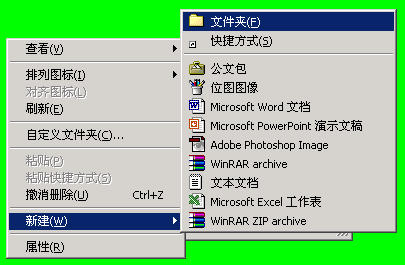 查看(V)
排列图标(I)
对齐图标(L)
刷新(E)
自定义文件夹(C)...
粘贴(P)
粘贴快捷方式(S)
撤消删除(U) Ctrl+Z
新建(W)
属性(R)
文件夹(F)
快捷方式(S)
公文包
位图图像
Microsoft Word 文档
Microsoft PowerPoint 演示文稿
Adobe Photoshop Image
WinRAR archive
文本文档
Microsoft Excel 工作表
WinRAR ZIP archive